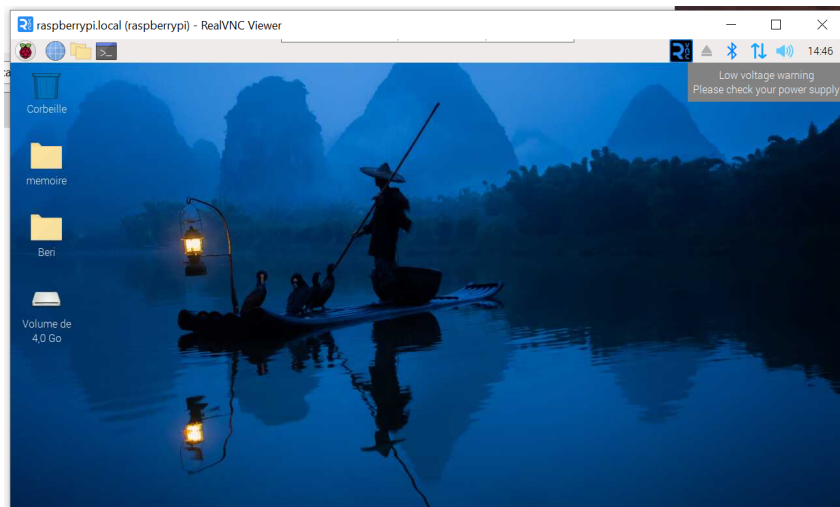 raspberrypi.local (raspberrypi) - RealVNC Viewer
14:46
Low voltage warning
Please check your power supply
Corbeille
memoire
Beri
Volume de
4,0 Go